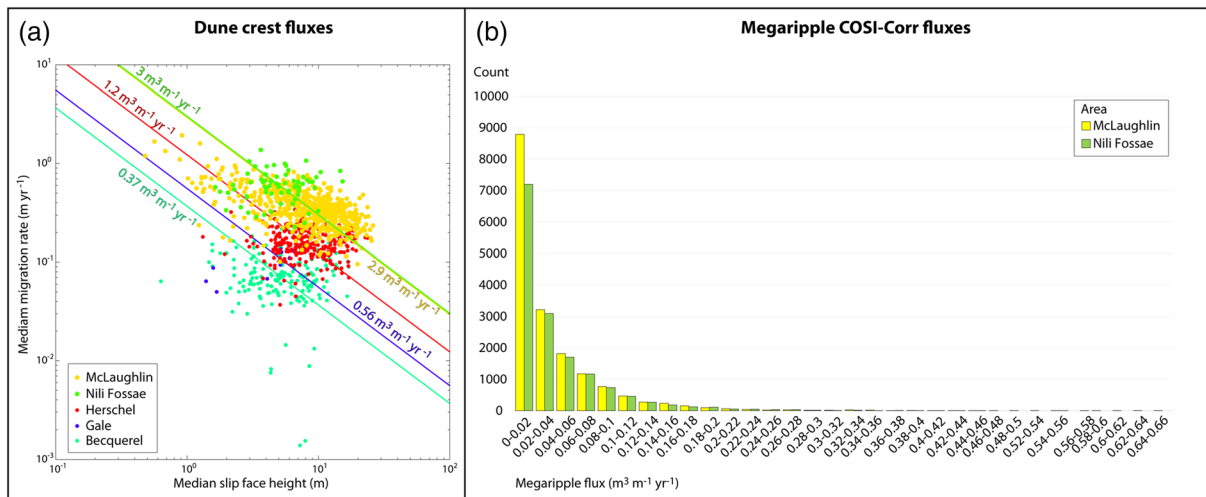 (a)
Dune crest fluxes
10¹
10⁰
10⁻¹
10⁻²
10⁻³
Mediam migration rate (m yr⁻¹)
3 m³ m⁻¹ yr⁻¹
1.2 m³ m⁻¹ yr⁻¹
0.37 m³ m⁻¹ yr⁻¹
2.9 m³ m⁻¹ yr⁻¹
0.56 m³ m⁻¹ yr⁻¹
McLaughlin
Nili Fossae
Herschel
Gale
Becquerel
10⁻¹ 10⁰ 10¹ 10²
Median slip face height (m)
(b)
Megaripple COSI-Corr fluxes
Count
10000
9000
8000
7000
6000
5000
4000
3000
2000
1000
0
Area
McLaughlin
Nili Fossae
0-0.02
0.02-0.04
0.04-0.06
0.06-0.08
0.08-0.1
0.1-0.12
0.12-0.14
0.14-0.16
0.16-0.18
0.18-0.2
0.2-0.22
0.22-0.24
0.24-0.26
0.26-0.28
0.28-0.3
0.3-0.32
0.32-0.34
0.34-0.36
0.36-0.38
0.38-0.4
0.4-0.42
0.42-0.44
0.44-0.46
0.46-0.48
0.48-0.5
0.52-0.54
0.54-0.56
0.56-0.58
0.58-0.6
0.6-0.62
0.62-0.64
0.64-0.66
Megaripple flux (m³ m⁻¹ yr⁻¹)